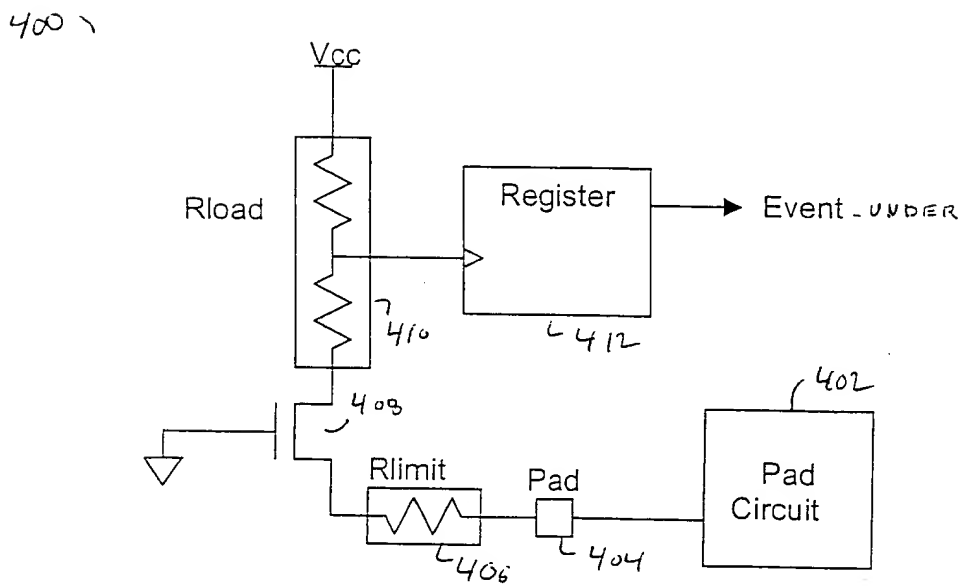 400
Vcc
Rload
Register
Event_UNDER
410
412
402
408
Rlimit
Pad
Pad
Circuit
404
406